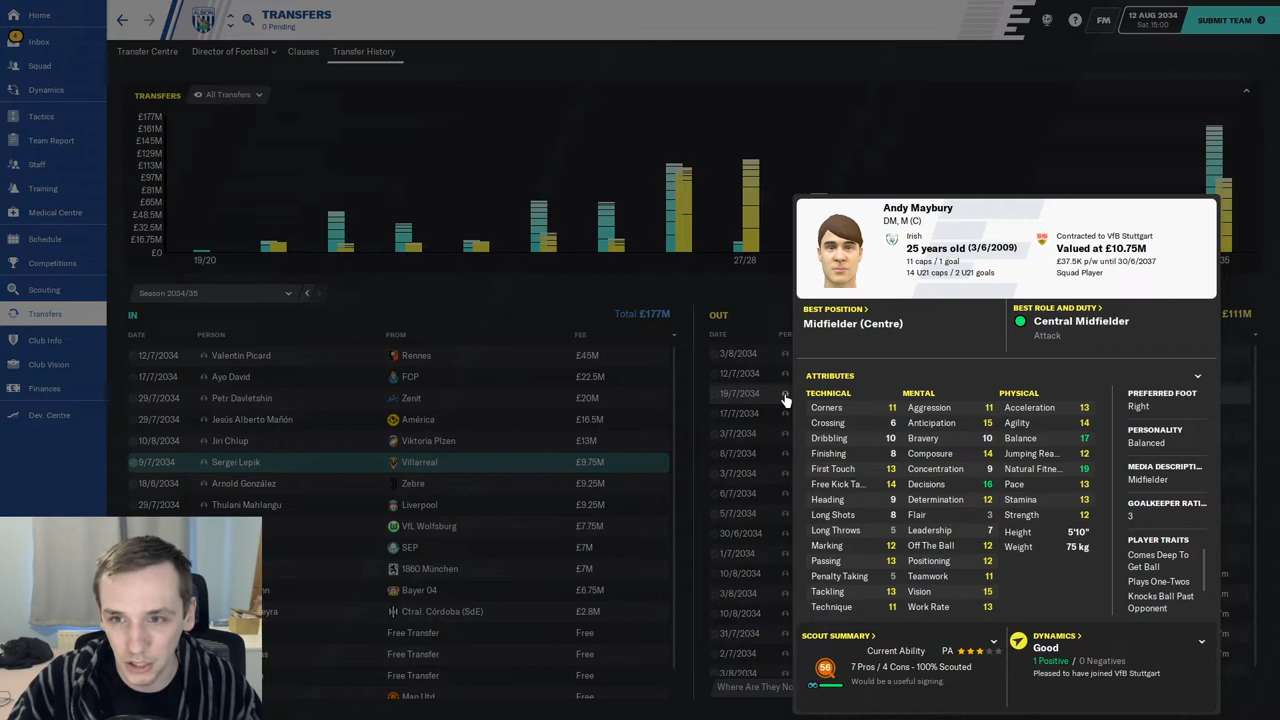 Home
Inbox
Squad
Dynamics
Tactics
Team Report
Staff
Training
Medical Centre
Schedule
Competitions
Scouting
Transfers
Club Info
Club Vision
Finances
Dev. Centre
4
ALBION
TRANSFERS
0 Pending
FM
12 AUG 2034
Sat 15:00
SUBMIT TEAM
Transfer Centre
Director of Football
Clauses
Transfer History
TRANSFERS
All Transfers
£177M
£161M
£145M
£129M
£113M
£97M
£81M
£65M
£48.5M
£32.5M
£16.75M
£0
19/20
27/28
35
Season 2034/35
IN
Total £177M
DATE PERSON FROM FEE
12/7/2034 Valentin Picard Rennes £45M
17/7/2034 Ayo David FCP £22.5M
29/7/2034 Petr Davletshin Zenit £20M
29/7/2034 Jesús Alberto Mañón América £16.5M
10/8/2034 Jiri Chlup Viktoria Plzen £13M
9/7/2034 Sergei Lepik Villarreal £9.75M
18/6/2034 Arnold González Zebre £9.25M
29/7/2034 Thulani Mahlangu Liverpool £9.25M
VfL Wolfsburg £7.75M
SEP £7M
1860 München £7M
Bayer 04 £6.75M
Ctral. Córdoba (SdE) £2.8M
Free Transfer Free
Free Transfer Free
Free Transfer Free
Man Utd
OUT
£111M
DATE
3/8/2034
12/7/2034
19/7/2034
17/7/2034
3/7/2034
8/7/2034
3/7/2034
6/7/2034
5/7/2034
30/6/2034
1/7/2034
10/8/2034
3/8/2034
10/8/2034
31/7/2034
2/7/2034
3/8/2034
Where Are They No
Andy Maybury
DM, M (C)
Irish
25 years old (3/6/2009)
11 caps / 1 goal
14 U21 caps / 2 U21 goals
Contracted to VfB Stuttgart
Valued at £10.75M
£37.5K p/w until 30/6/2037
Squad Player
BEST POSITION >
Midfielder (Centre)
BEST ROLE AND DUTY >
Central Midfielder
Attack
ATTRIBUTES
TECHNICAL MENTAL PHYSICAL
Corners 11 Aggression 11 Acceleration 13
Crossing 6 Anticipation 15 Agility 14
Dribbling 10 Bravery 10 Balance 17
Finishing 8 Composure 14 Jumping Rea... 12
First Touch 13 Concentration 9 Natural Fitne... 19
Free Kick Ta... 14 Decisions 16 Pace 13
Heading 9 Determination 12 Stamina 13
Long Shots 8 Flair 3 Strength 12
Long Throws 5 Leadership 7 Height 5'10"
Marking 12 Off The Ball 12 Weight 75 kg
Passing 13 Positioning 12
Penalty Taking 5 Teamwork 11
Tackling 13 Vision 15
Technique 11 Work Rate 13
PREFERRED FOOT
Right
PERSONALITY
Balanced
MEDIA DESCRIPTI...
Midfielder
GOALKEEPER RATI...
3
PLAYER TRAITS
Comes Deep To
Get Ball
Plays One-Twos
Knocks Ball Past
Opponent
SCOUT SUMMARY >
Current Ability PA
56
7 Pros / 4 Cons - 100% Scouted
Would be a useful signing.
DYNAMICS >
Good
1 Positive / 0 Negatives
Pleased to have joined VfB Stuttgart